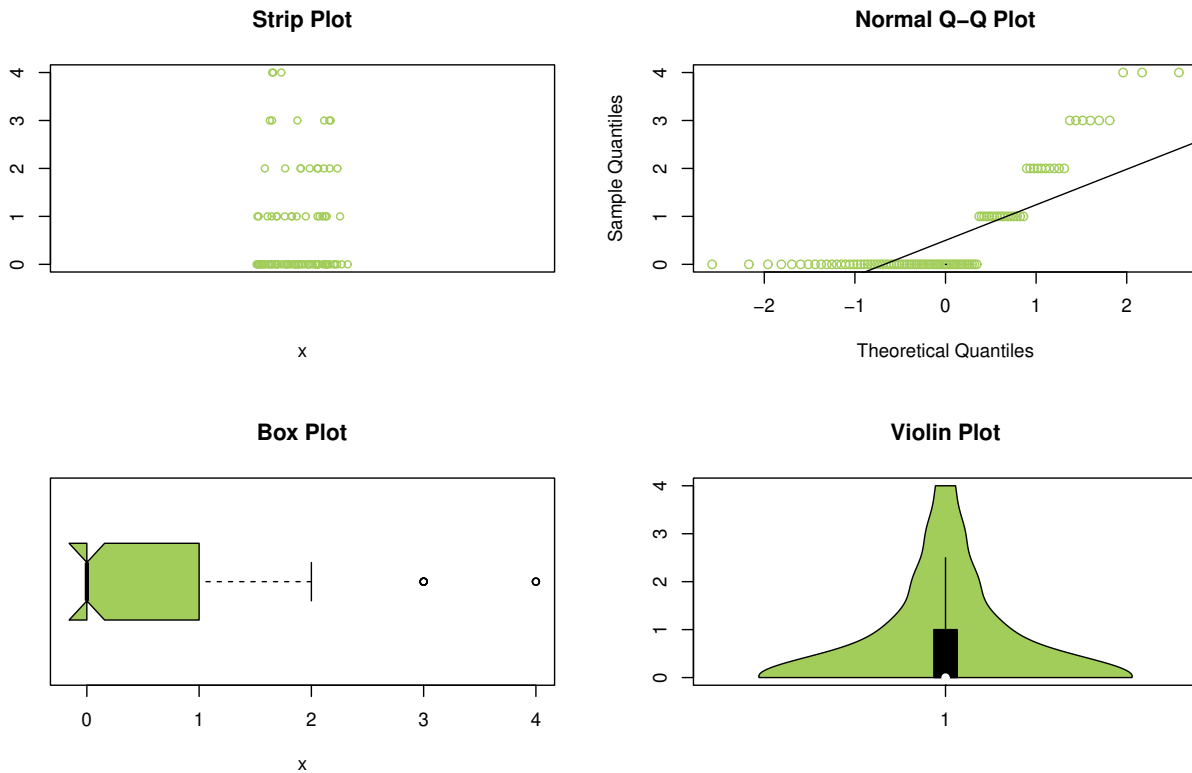 Strip Plot
4
3
2
1
0
x
Normal Q−Q Plot
Sample Quantiles
4
3
2
1
0
−2 −1 0 1 2
Theoretical Quantiles
Box Plot
0 1 2 3 4
x
Violin Plot
4
3
2
1
0
1